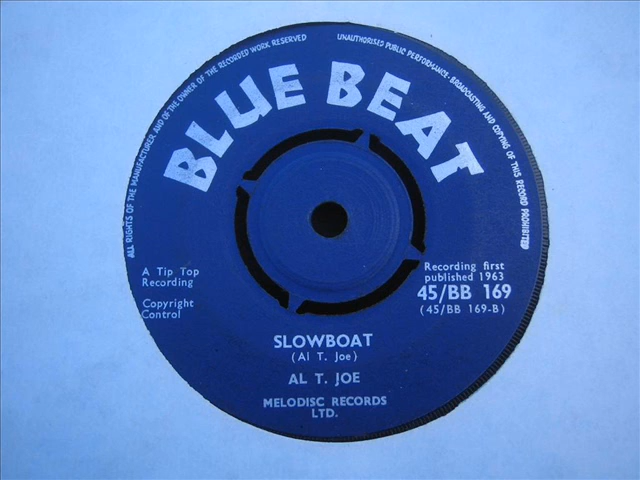 ALL RIGHTS OF THE MANUFACTURER AND OF THE OWNER OF THE RECORDED WORK RESERVED
UNAUTHORISED PUBLIC PERFORMANCE · BROADCASTING AND COPYING OF THIS RECORD PROHIBITED
BLUE BEAT
A Tip Top
Recording
Copyright
Control
Recording first
published 1963
45/BB 169
(45/BB 169-B)
SLOWBOAT
(Al T. Joe)
AL T. JOE
MELODISC RECORDS
LTD.